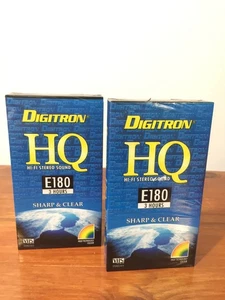 DIGITRON
HQ
HI-FI STEREO SOUND
E180
3 HOURS
SHARP & CLEAR
VHS
DIGITRON
HQ
HI-FI STEREO SOUND
E180
3 HOURS
SHARP & CLEAR
VHS